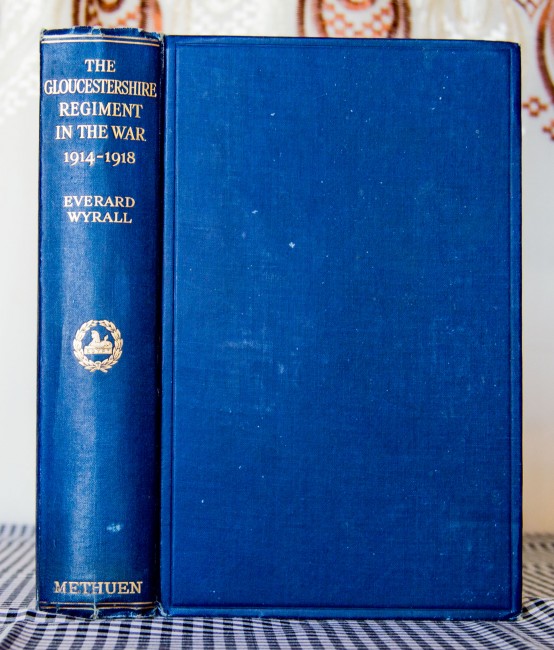 THE
GLOUCESTERSHIRE
REGIMENT
IN THE WAR
1914-1918
EVERARD
WYRALL
METHUEN